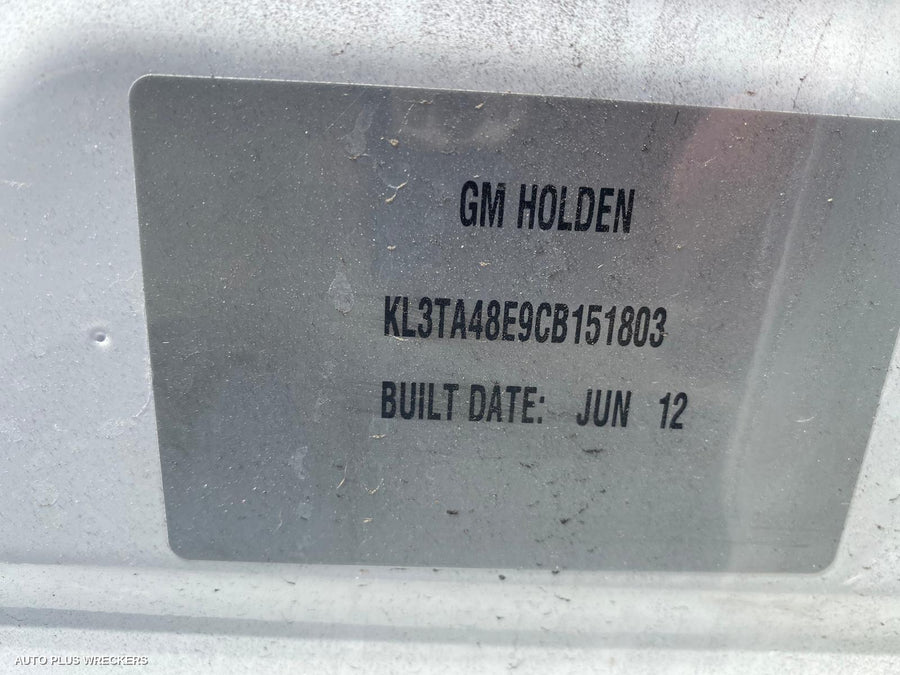 GM HOLDEN
KL3TA48E9CB151803
BUILT DATE: JUN 12
AUTO PLUS WRECKERS